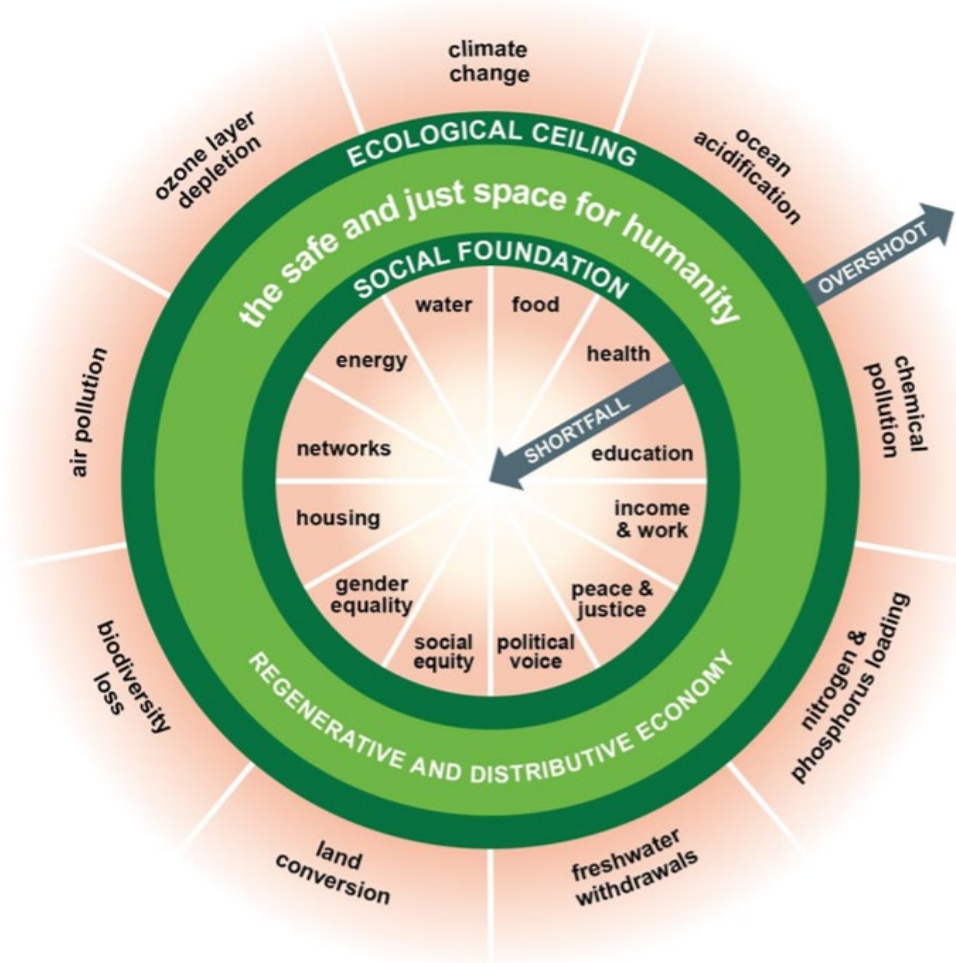 climate
change
ozone layer
depletion
ocean
acidification
ECOLOGICAL CEILING
the safe and just space for humanity
OVERSHOOT
SOCIAL FOUNDATION
water
food
energy
health
SHORTFALL
air pollution
chemical
pollution
networks
education
housing
income
& work
gender
equality
peace &
justice
social
equity
political
voice
biodiversity
loss
nitrogen &
phosphorus loading
REGENERATIVE AND DISTRIBUTIVE ECONOMY
land
conversion
freshwater
withdrawals